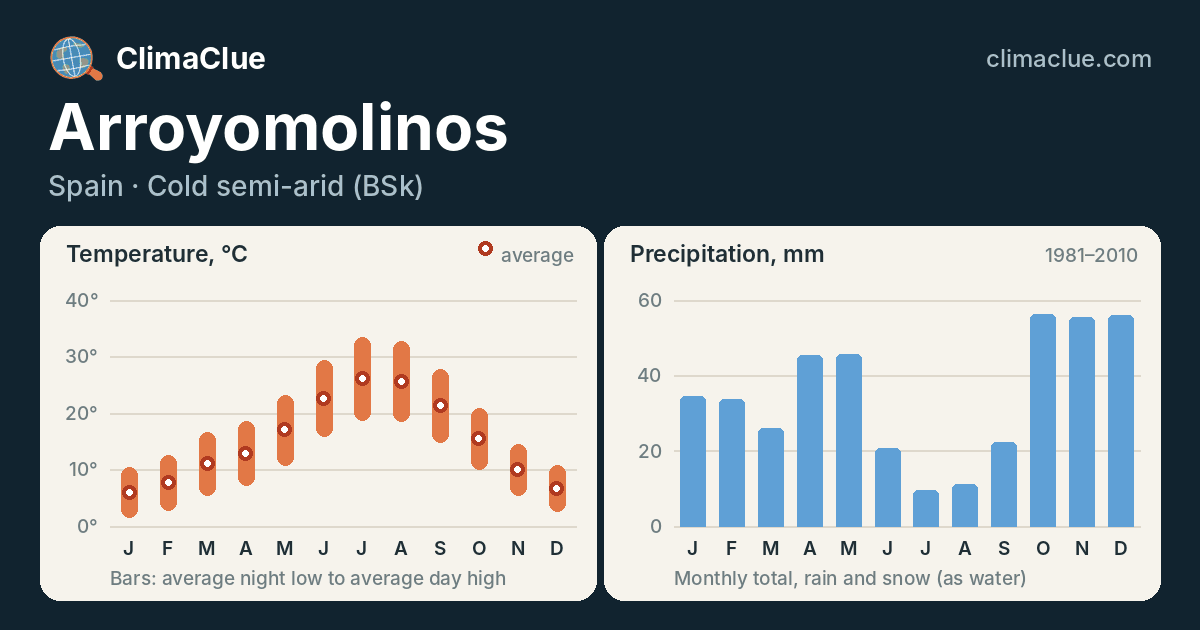 ClimaClue
climaclue.com
Arroyomolinos
Spain · Cold semi-arid (BSk)
Temperature, °C
average
40°
30°
20°
10°
0°
J F M A M J J A S O N D
Bars: average night low to average day high
Precipitation, mm
1981–2010
60
40
20
0
J F M A M J J A S O N D
Monthly total, rain and snow (as water)